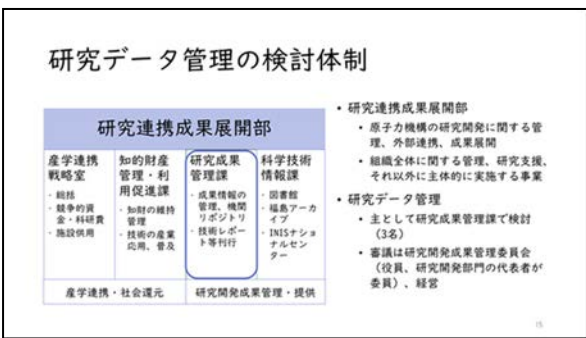 研究データ管理の検討体制
研究連携成果展開部
産学連携
戦略室
・総括
・競争的資
金・科研費
・施設供用
知的財産
管理・利
用促進課
・知財の維持
管理
・技術の産業
応用、普及
研究成果
管理課
・成果情報の
管理、機関
リポジトリ
・技術レポー
ト等刊行
科学技術
情報課
・図書館
・福島アーカ
イブ
・INISナショ
ナルセン
ター
産学連携・社会還元
研究開発成果管理・提供
• 研究連携成果展開部
• 原子力機構の研究開発に関する管
理、外部連携、成果展開
• 組織全体に関する管理、研究支援、
それ以外に主体的に実施する事業
• 研究データ管理
• 主として研究成果管理課で検討
(3名)
• 審議は研究開発成果管理委員会
(役員、研究開発部門の代表者が
委員)、経営
15